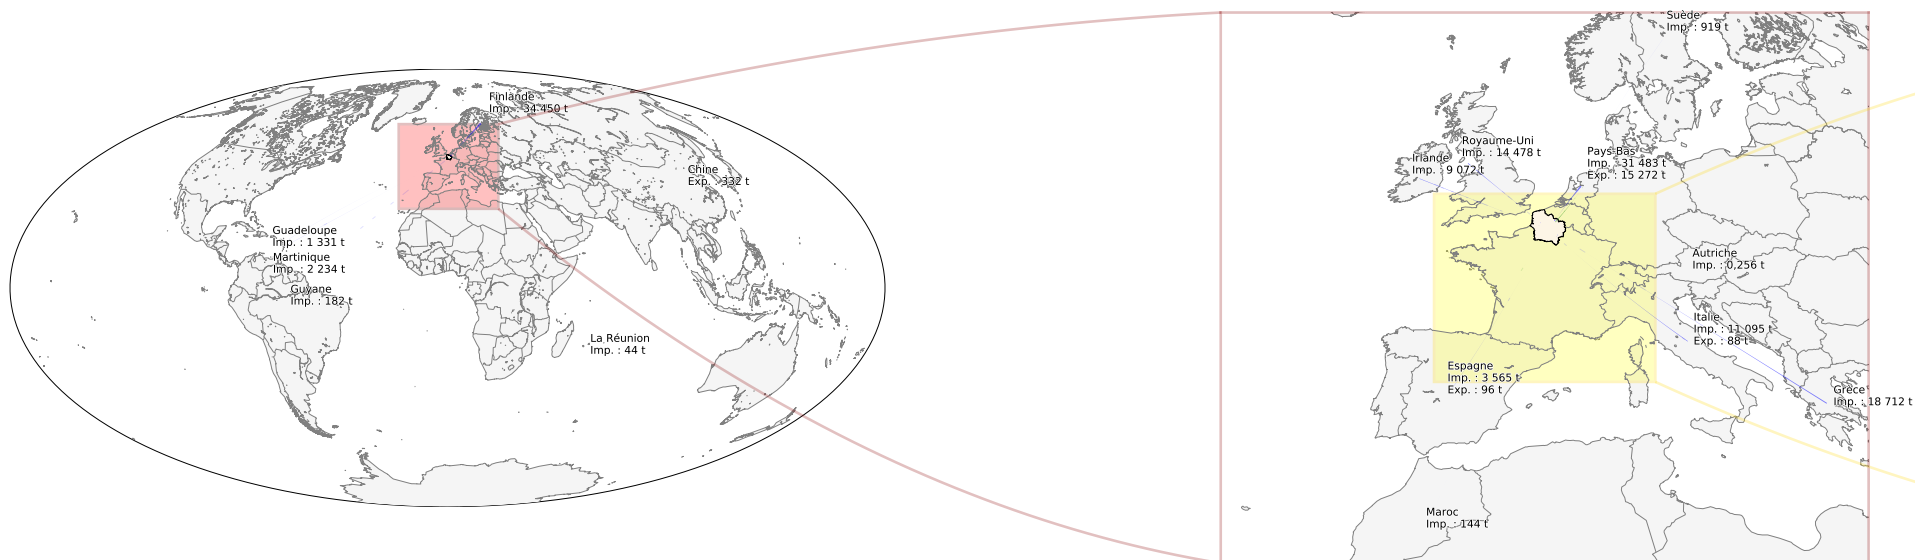 Finlande
Imp. : 34 450 t
Chine
Exp. : 332 t
Guadeloupe
Imp. : 1 331 t
Martinique
Imp. : 2 234 t
Guyane
Imp. : 182 t
La Réunion
Imp. : 44 t
Suède
Imp. : 919 t
Royaume-Uni
Imp. : 14 478 t
Irlande
Imp. : 9 072 t
Pays-Bas
Imp. : 31 483 t
Exp. : 15 272 t
Autriche
Imp. : 0,256 t
Italie
Imp. : 11 095 t
Exp. : 88 t
Espagne
Imp. : 3 565 t
Exp. : 96 t
Grèce
Imp. : 18 712 t
Maroc
Imp. : 144 t